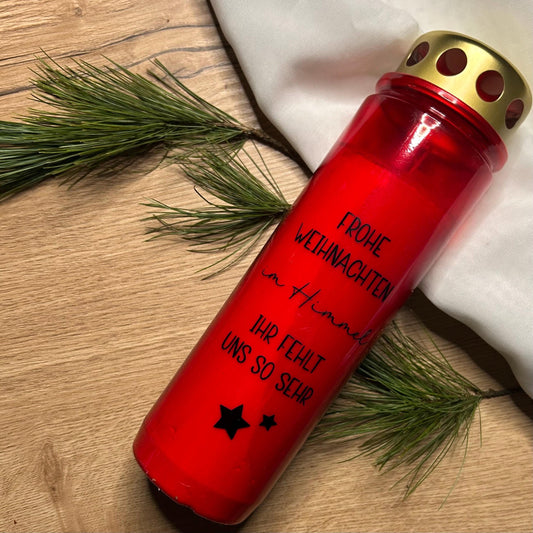 FROHE
WEIHNACHTEN
im Himmel
IHR FEHLT
UNS SO SEHR